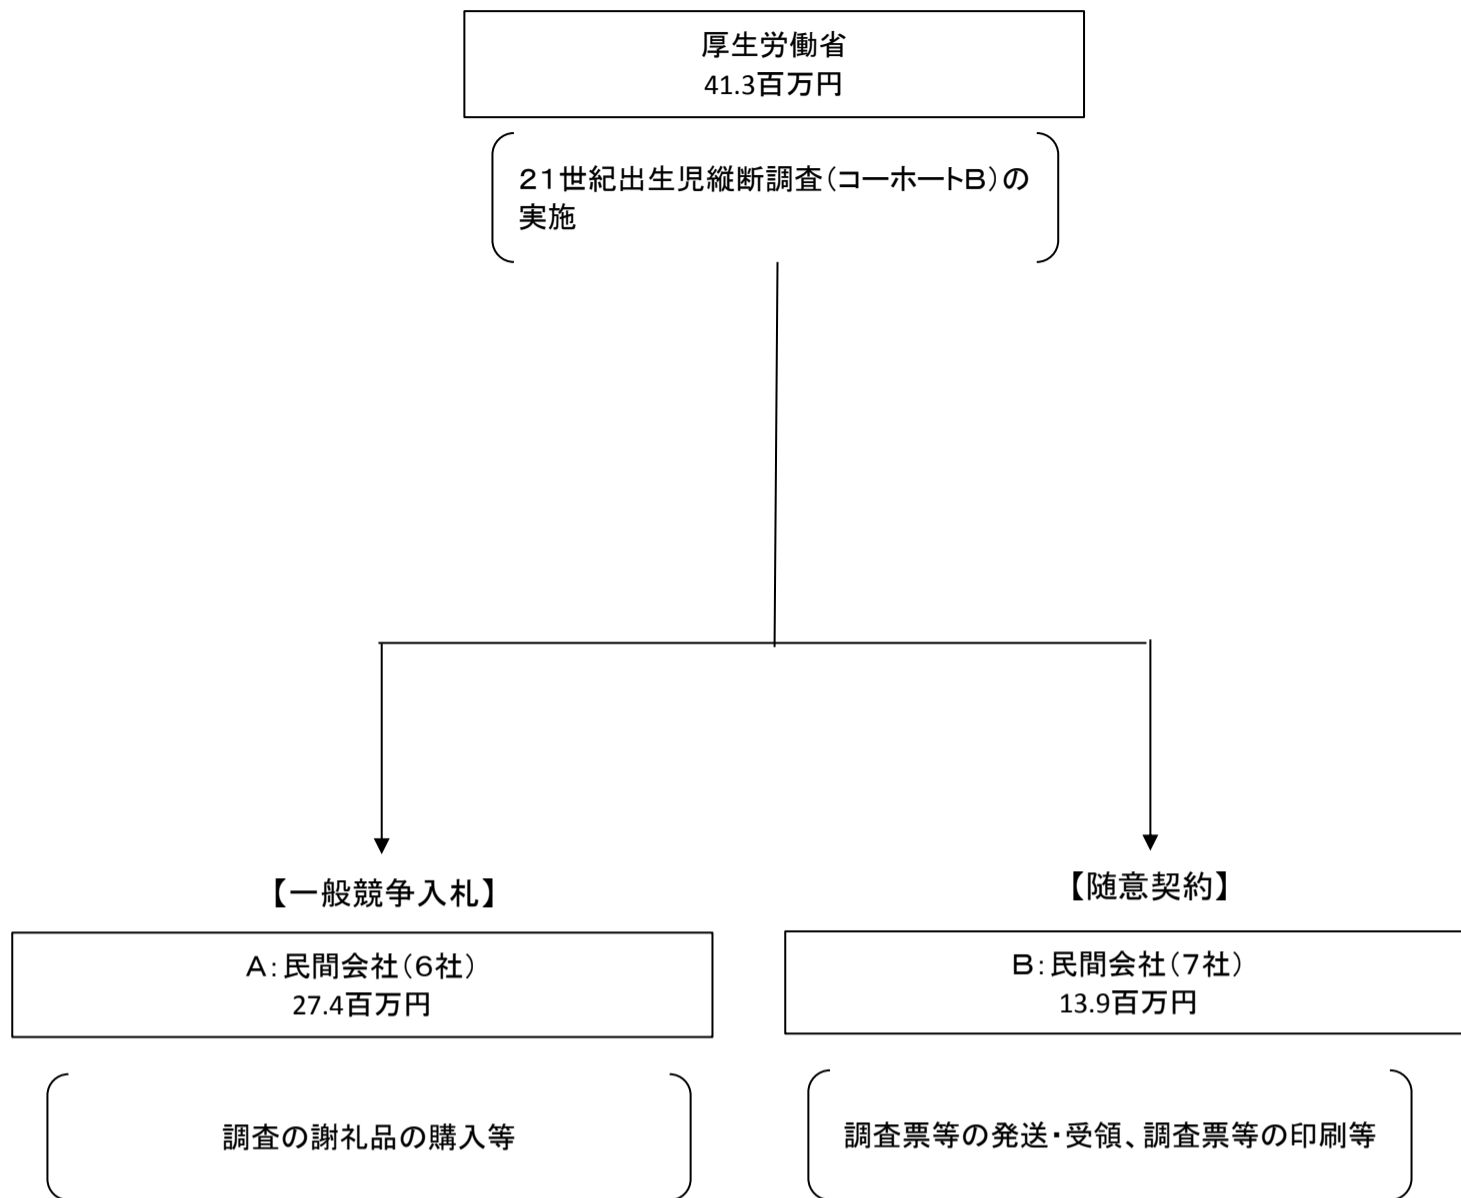 厚生労働省
41.3百万円
21世紀出生児縦断調査(コーホートB)の
実施
【一般競争入札】
【随意契約】
A:民間会社(6社)
27.4百万円
B:民間会社(7社)
13.9百万円
調査の謝礼品の購入等
調査票等の発送・受領、調査票等の印刷等